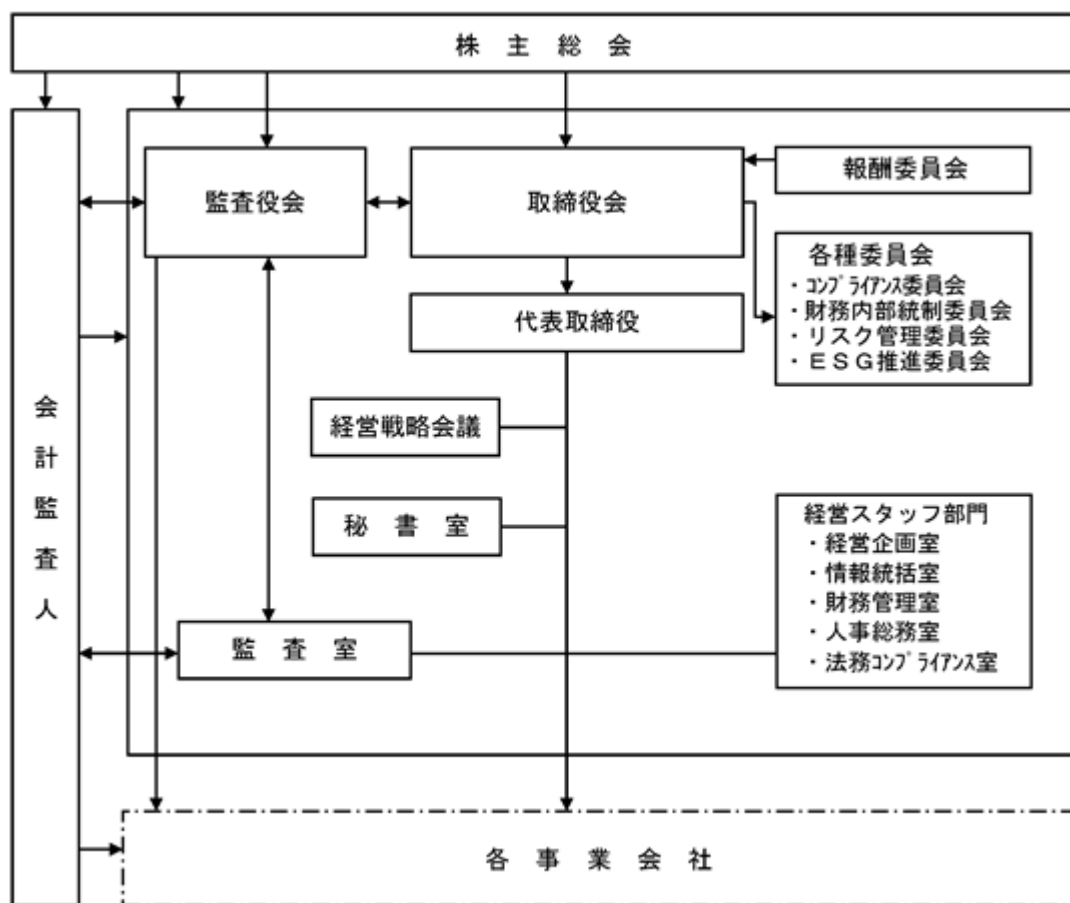 株主総会
監査役会
取締役会
報酬委員会
各種委員会
・ｺﾝﾌﾟﾗｲｱﾝｽ委員会
・財務内部統制委員会
・リスク管理委員会
・ＥＳＧ推進委員会
代表取締役
会計監査人
経営戦略会議
秘書室
経営スタッフ部門
・経営企画室
・情報統括室
・財務管理室
・人事総務室
・法務ｺﾝﾌﾟﾗｲｱﾝｽ室
監査室
各事業会社